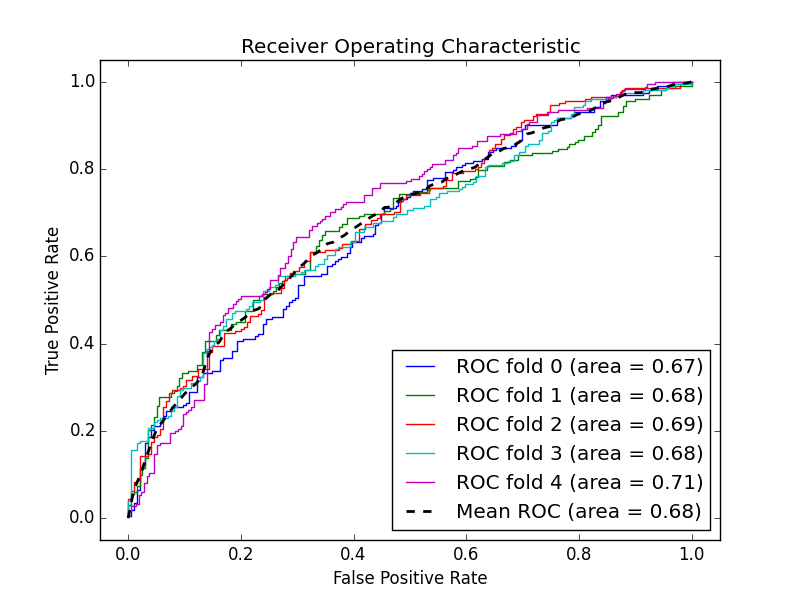 Receiver Operating Characteristic
True Positive Rate
1.0
0.8
0.6
0.4
0.2
0.0
ROC fold 0 (area = 0.67)
ROC fold 1 (area = 0.68)
ROC fold 2 (area = 0.69)
ROC fold 3 (area = 0.68)
ROC fold 4 (area = 0.71)
Mean ROC (area = 0.68)
0.0 0.2 0.4 0.6 0.8 1.0
False Positive Rate